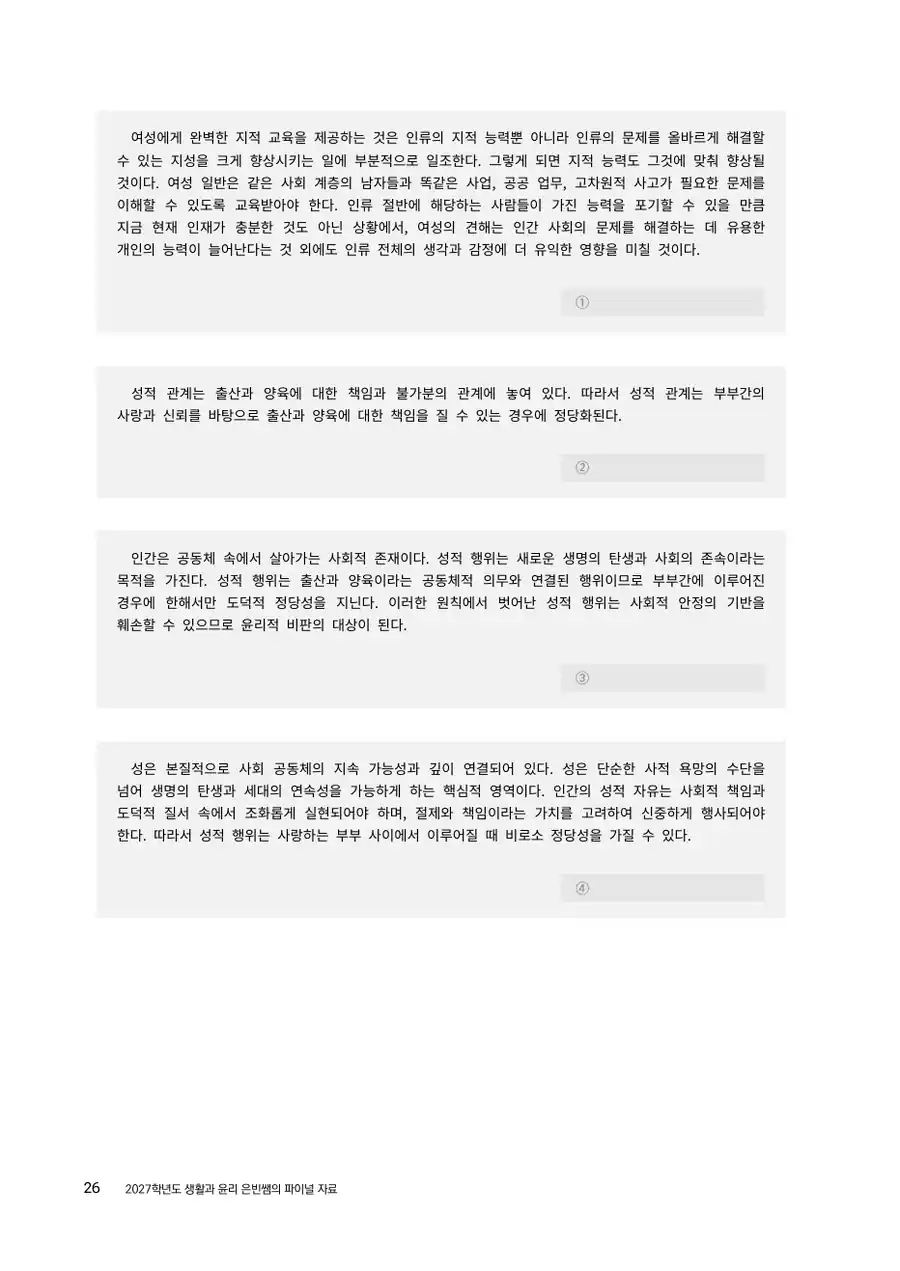 여성에게 완벽한 지적 교육을 제공하는 것은 인류의 지적 능력뿐 아니라 인류의 문제를 올바르게 해결할
수 있는 지성을 크게 향상시키는 일에 부분적으로 일조한다. 그렇게 되면 지적 능력도 그것에 맞춰 향상될
것이다. 여성 일반은 같은 사회 계층의 남자들과 똑같은 사업, 공공 업무, 고차원적 사고가 필요한 문제를
이해할 수 있도록 교육받아야 한다. 인류 절반에 해당하는 사람들이 가진 능력을 포기할 수 있을 만큼
지금 현재 인재가 충분한 것도 아닌 상황에서, 여성의 견해는 인간 사회의 문제를 해결하는 데 유용한
개인의 능력이 늘어난다는 것 외에도 인류 전체의 생각과 감정에 더 유익한 영향을 미칠 것이다.
①
성적 관계는 출산과 양육에 대한 책임과 불가분의 관계에 놓여 있다. 따라서 성적 관계는 부부간의
사랑과 신뢰를 바탕으로 출산과 양육에 대한 책임을 질 수 있는 경우에 정당화된다.
②
인간은 공동체 속에서 살아가는 사회적 존재이다. 성적 행위는 새로운 생명의 탄생과 사회의 존속이라는
목적을 가진다. 성적 행위는 출산과 양육이라는 공동체적 의무와 연결된 행위이므로 부부간에 이루어진
경우에 한해서만 도덕적 정당성을 지닌다. 이러한 원칙에서 벗어난 성적 행위는 사회적 안정의 기반을
훼손할 수 있으므로 윤리적 비판의 대상이 된다.
③
성은 본질적으로 사회 공동체의 지속 가능성과 깊이 연결되어 있다. 성은 단순한 사적 욕망의 수단을
넘어 생명의 탄생과 세대의 연속성을 가능하게 하는 핵심적 영역이다. 인간의 성적 자유는 사회적 책임과
도덕적 질서 속에서 조화롭게 실현되어야 하며, 절제와 책임이라는 가치를 고려하여 신중하게 행사되어야
한다. 따라서 성적 행위는 사랑하는 부부 사이에서 이루어질 때 비로소 정당성을 가질 수 있다.
④
26 2027학년도 생활과 윤리 은빈쌤의 파이널 자료